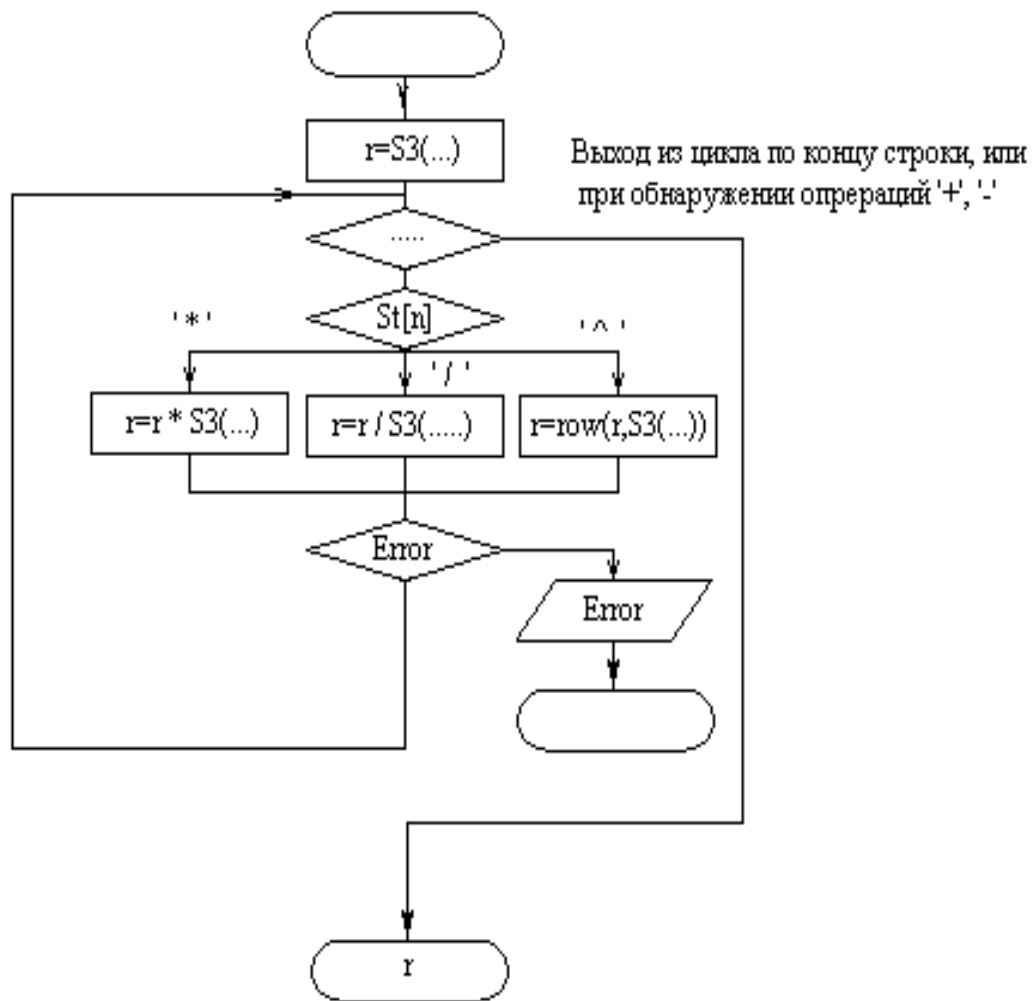 r=S3(...)
Выход из цикла по концу строки, или
при обнаружении опрераций '+', '-'
.....
St[n]
' * '
' / '
' ^ '
r=r * S3(...)
r=r / S3(.....)
r=row(r,S3(...))
Error
Error
r